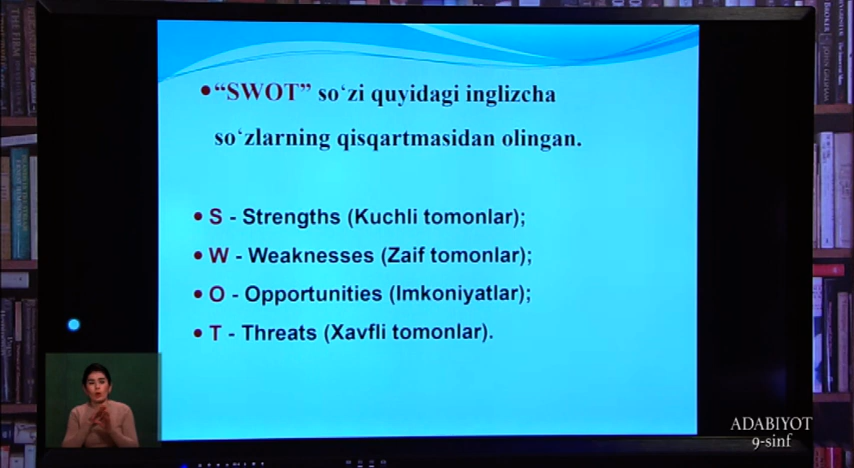 •“SWOT” so‘zi quyidagi inglizcha
so‘zlarning qisqartmasidan olingan.
• S - Strengths (Kuchli tomonlar);
• W - Weaknesses (Zaif tomonlar);
• O - Opportunities (Imkoniyatlar);
• T - Threats (Xavfli tomonlar).
ADABIYOT
9-sinf